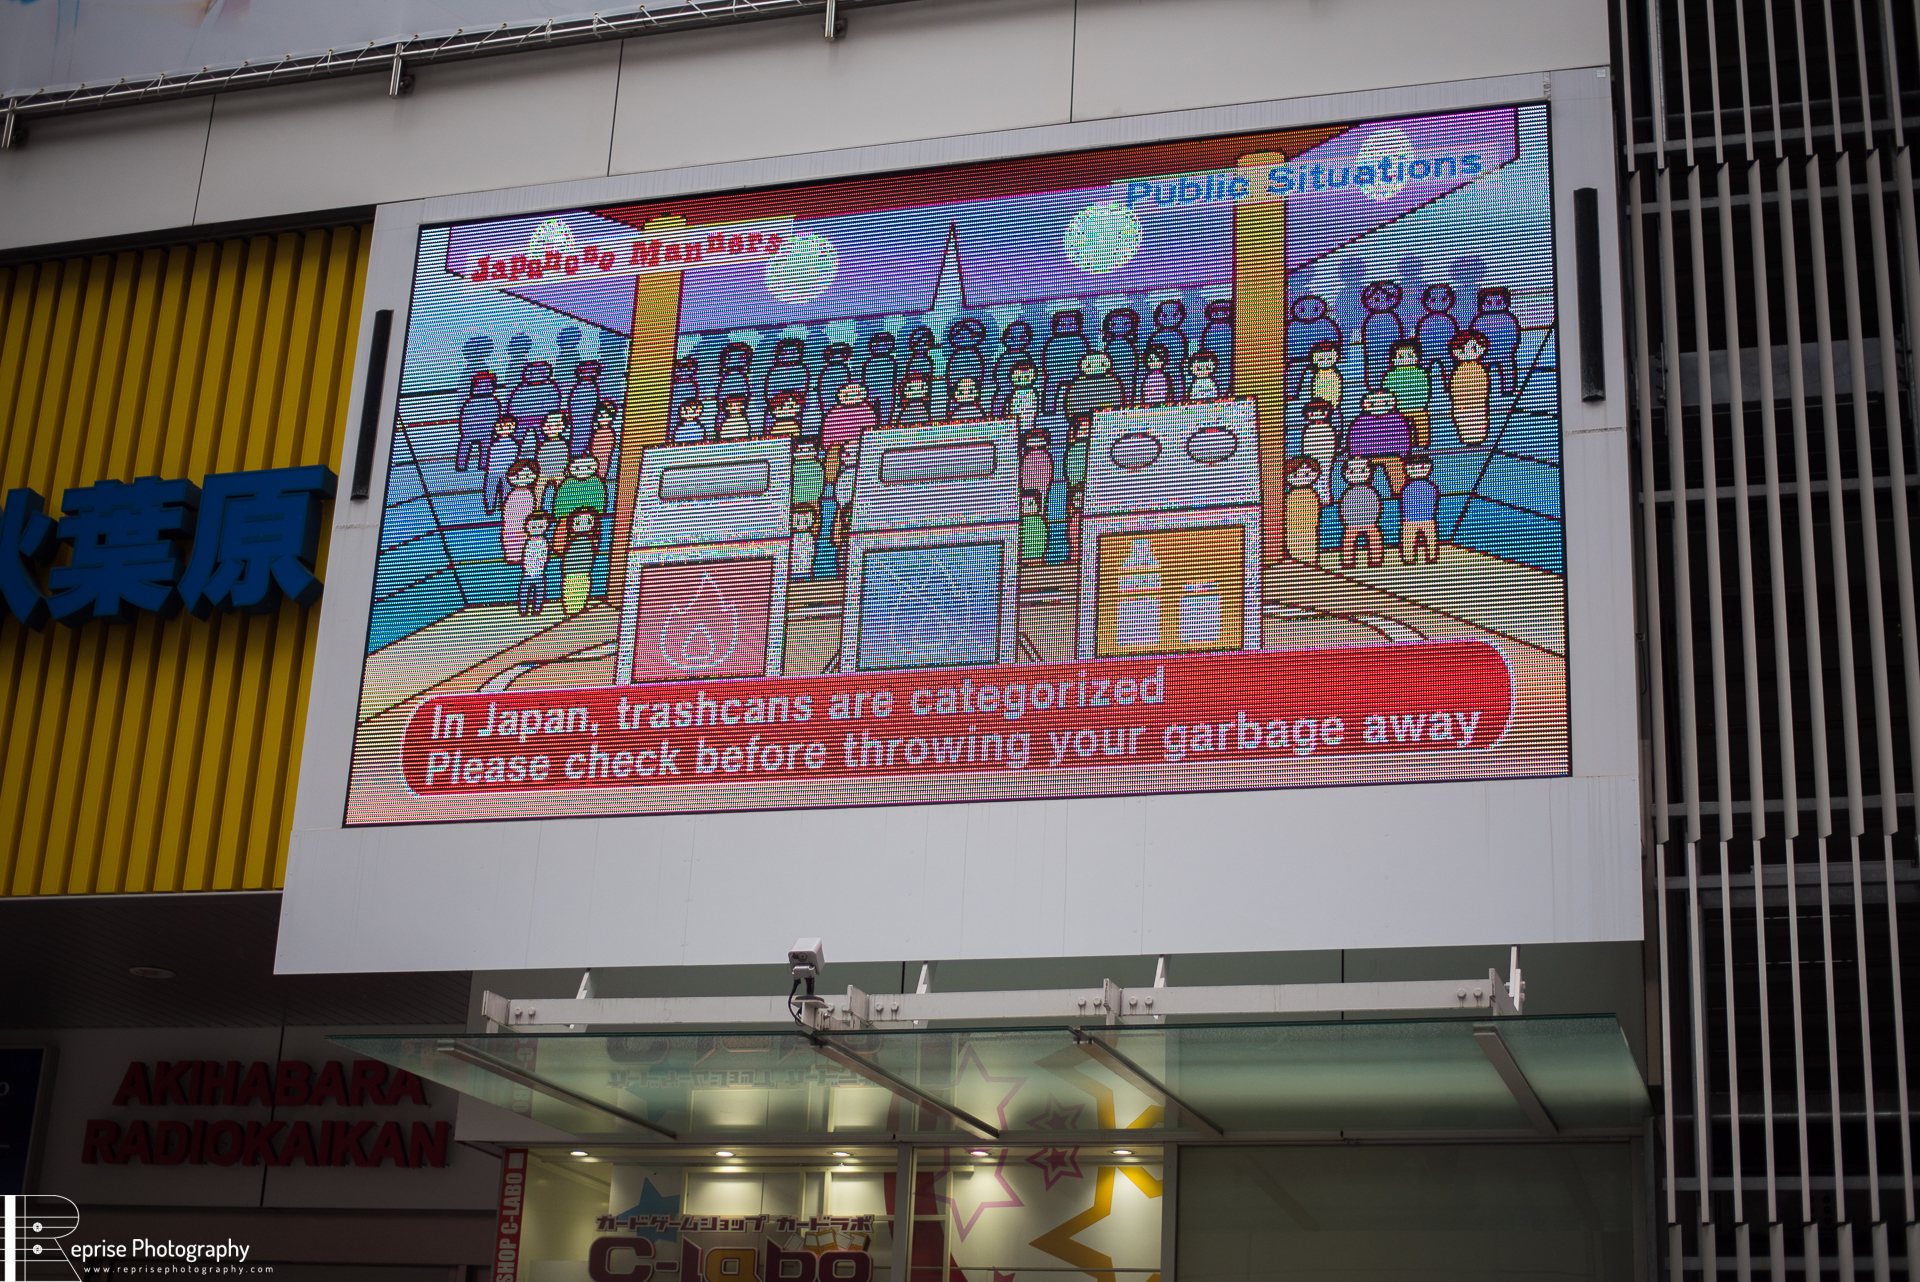 Japanese Manners
Public Situations
In Japan, trashcans are categorized
Please check before throwing your garbage away
秋葉原
AKIHABARA
RADIOKAIKAN
SHOP C-LABO
カードゲームショップ カードラボ
C-labo
Reprise Photography
www.reprisephotography.com